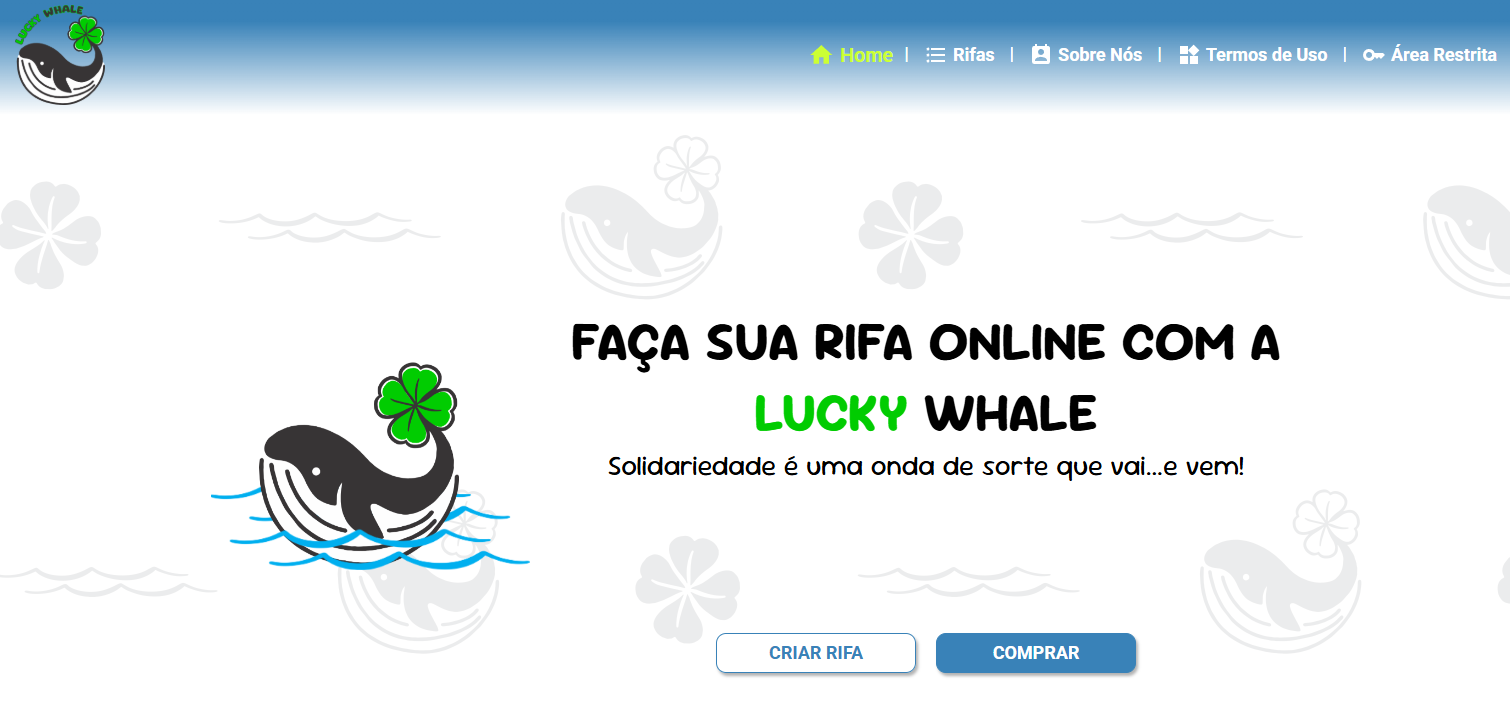 LUCKY WHALE
Home | Rifas | Sobre Nós | Termos de Uso | Área Restrita
FAÇA SUA RIFA ONLINE COM A
LUCKY WHALE
Solidariedade é uma onda de sorte que vai...e vem!
CRIAR RIFA
COMPRAR